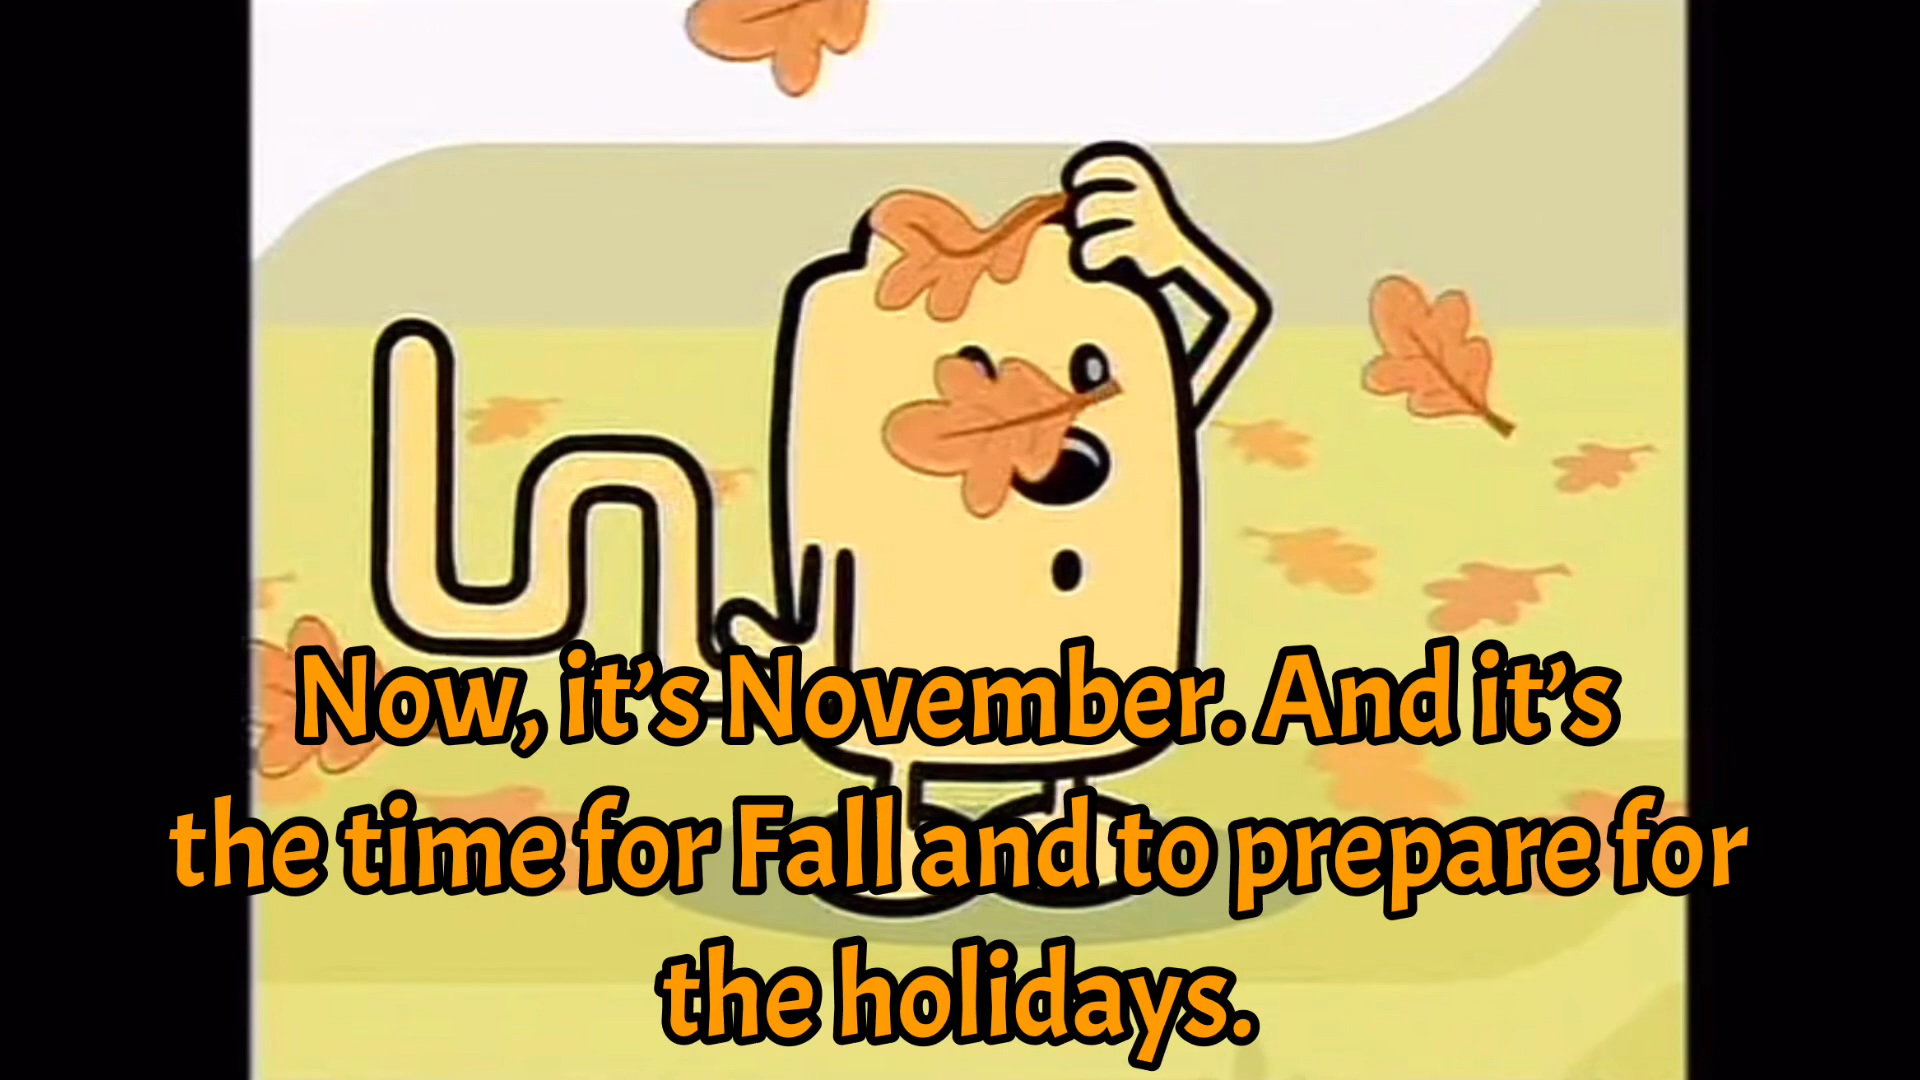 Now, it’s November. And it’s
the time for Fall and to prepare for
the holidays.